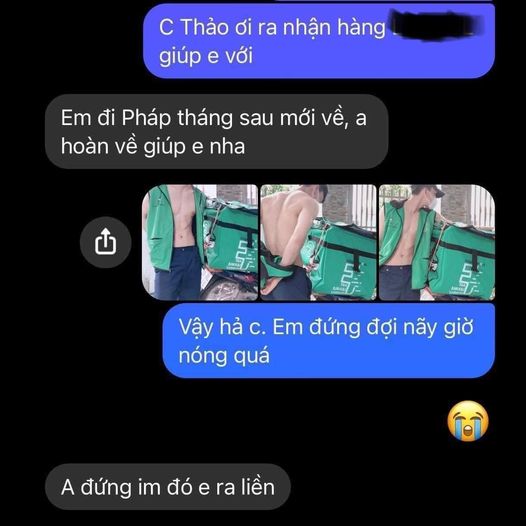 C Thảo ơi ra nhận hàng
giúp e với
Em đi Pháp tháng sau mới về, a
hoàn về giúp e nha
Vậy hả c. Em đứng đợi nãy giờ
nóng quá
A đứng im đó e ra liền